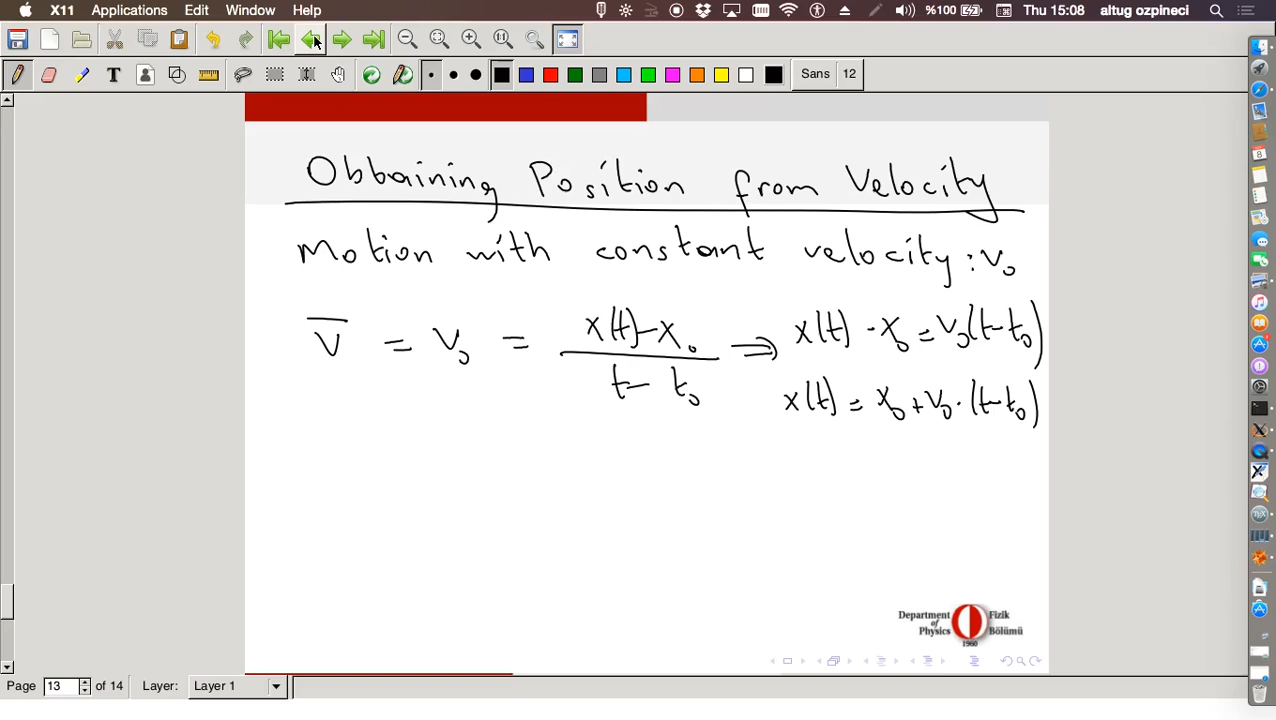 X11 Applications Edit Window Help %100 Thu 15:08 altug ozpineci
T Sans 12
Obbaining Position from Velocity
Motion with constant velocity: v₀
v̅ = v₀ = x(t)-x₀ / t-t₀ ⇒ x(t)-x₀=v₀(t-t₀)
x(t)=x₀+v₀·(t-t₀)
Department of Physics 1960 Fizik Bölümü
Page 13 of 14 Layer: Layer 1